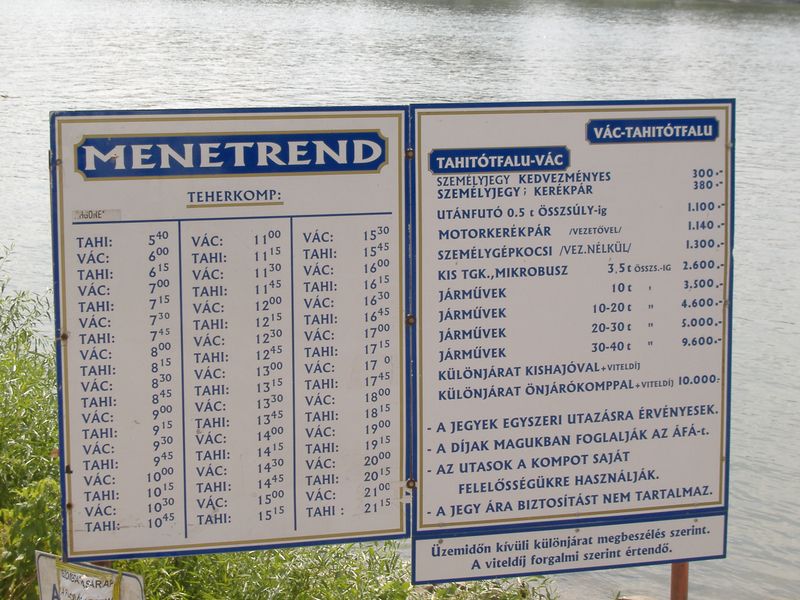 MENETREND
TEHERKOMP:
TAHI: 5⁴⁰
VÁC: 6⁰⁰
TAHI: 6¹⁵
VÁC: 7⁰⁰
TAHI: 7¹⁵
VÁC: 7³⁰
TAHI: 7⁴⁵
VÁC: 8⁰⁰
TAHI: 8¹⁵
VÁC: 8³⁰
TAHI: 8⁴⁵
VÁC: 9⁰⁰
TAHI: 9¹⁵
VÁC: 9³⁰
TAHI: 9⁴⁵
VÁC: 10⁰⁰
TAHI: 10¹⁵
VÁC: 10³⁰
TAHI: 10⁴⁵
VÁC: 11⁰⁰
TAHI: 11¹⁵
VÁC: 11³⁰
TAHI: 11⁴⁵
VÁC: 12⁰⁰
TAHI: 12¹⁵
VÁC: 12³⁰
TAHI: 12⁴⁵
VÁC: 13⁰⁰
TAHI: 13¹⁵
VÁC: 13³⁰
TAHI: 13⁴⁵
VÁC: 14⁰⁰
TAHI: 14¹⁵
VÁC: 14³⁰
TAHI: 14⁴⁵
VÁC: 15⁰⁰
TAHI: 15¹⁵
VÁC: 15³⁰
TAHI: 15⁴⁵
VÁC: 16⁰⁰
TAHI: 16¹⁵
VÁC: 16³⁰
TAHI: 16⁴⁵
VÁC: 17⁰⁰
TAHI: 17¹⁵
VÁC: 17 ⁰
TAHI: 17⁴⁵
VÁC: 18⁰⁰
TAHI: 18¹⁵
VÁC: 19⁰⁰
TAHI: 19¹⁵
VÁC: 20⁰⁰
TAHI: 20¹⁵
VÁC: 21⁰⁰
TAHI : 21¹⁵
VÁC-TAHITÓTFALU
TAHITÓTFALU-VÁC
SZEMÉLYJEGY KEDVEZMÉNYES 300.-
SZEMÉLYJEGY; KERÉKPÁR 380.-
UTÁNFUTÓ 0.5 t ÖSSZSÚLY-ig 1.100.-
MOTORKERÉKPÁR /VEZETŐVEL/ 1.140.-
SZEMÉLYGÉPKOCSI /VEZ.NÉLKÜL/ 1.300.-
KIS TGK.,MIKROBUSZ 3,5 t ÖSSZS.-IG 2.600.-
JÁRMŰVEK 10 t " 3,500.-
JÁRMŰVEK 10-20 t " 4.600.-
JÁRMŰVEK 20-30 t " 5.000.-
JÁRMŰVEK 30-40 t " 9.600.-
KÜLÖNJÁRAT KISHAJÓVAL+VITELDÍJ
KÜLÖNJÁRAT ÖNJÁRÓKOMPPAL+VITELDÍJ 10.000.-
- A JEGYEK EGYSZERI UTAZÁSRA ÉRVÉNYESEK.
- A DÍJAK MAGUKBAN FOGLALJÁK AZ ÁFÁ-t.
- AZ UTASOK A KOMPOT SAJÁT
FELELŐSSÉGÜKRE HASZNÁLJÁK.
- A JEGY ÁRA BIZTOSÍTÁST NEM TARTALMAZ.
Üzemidőn kívüli különjárat megbeszélés szerint.
A viteldíj forgalmi szerint értendő.